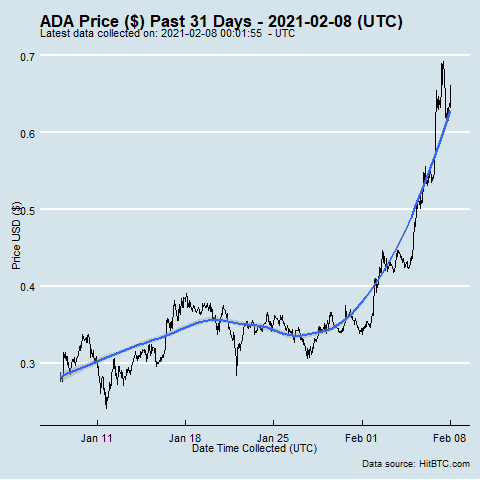 ADA Price ($) Past 31 Days - 2021-02-08 (UTC)
Latest data collected on: 2021-02-08 00:01:55 - UTC
0.7
0.6
0.5
0.4
0.3
Price USD ($)
Jan 11
Jan 18
Jan 25
Feb 01
Feb 08
Date Time Collected (UTC)
Data source: HitBTC.com